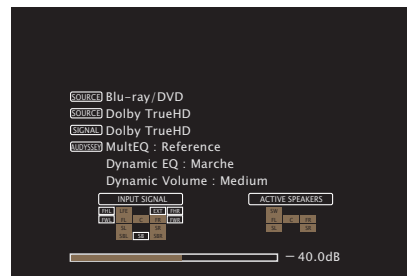 SOURCE Blu-ray/DVD
SOURCE Dolby TrueHD
SIGNAL Dolby TrueHD
AUDYSSEY MultEQ : Reference
Dynamic EQ : Marche
Dynamic Volume : Medium
INPUT SIGNAL ACTIVE SPEAKERS
FHL LFE EXT FHR SW
FWL FL C FR FWR FL C FR
SL SR SL SR
SBL SB SBR
-40.0dB